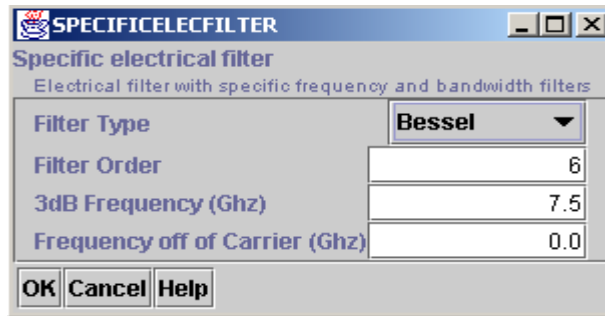 SPECIFICELECFILTER
Specific electrical filter
Electrical filter with specific frequency and bandwidth filters
Filter Type Bessel
Filter Order 6
3dB Frequency (Ghz) 7.5
Frequency off of Carrier (Ghz) 0.0
OK Cancel Help